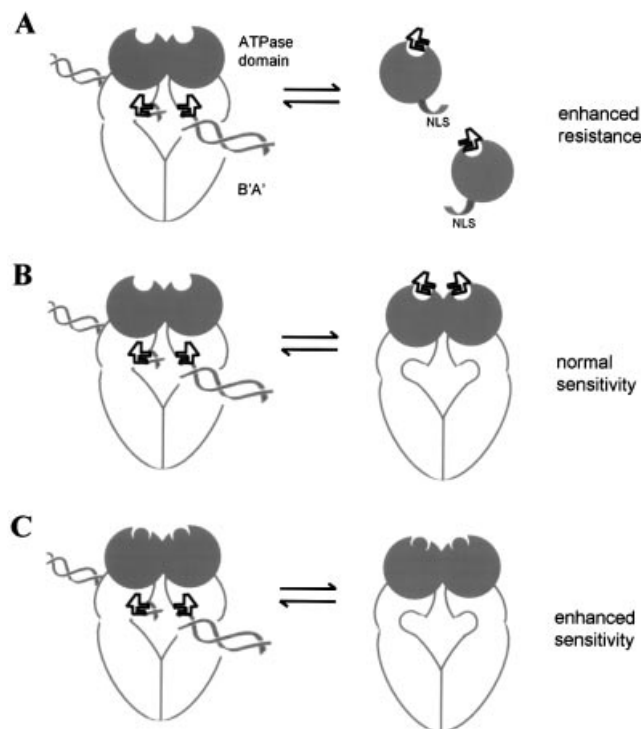 A
ATPase
domain
NLS
enhanced
resistance
B'A'
NLS
B
normal
sensitivity
C
enhanced
sensitivity